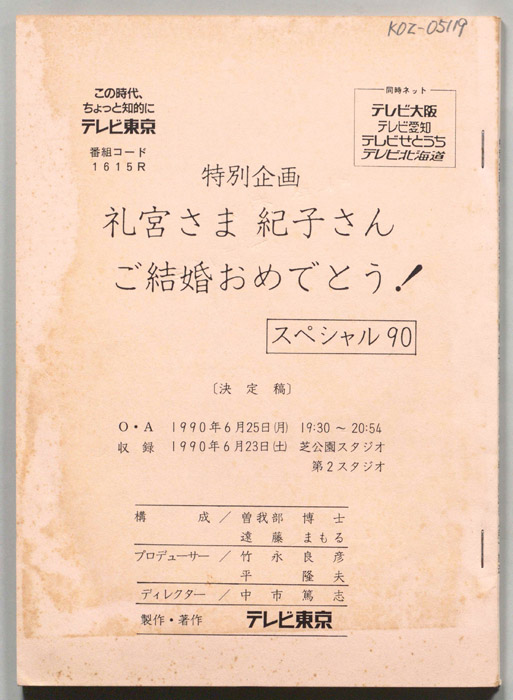 KOZ-05119
この時代、
ちょっと知的に
テレビ東京
番組コード
1615R
同時ネット
テレビ大阪
テレビ愛知
テレビせとうち
テレビ北海道
特別企画
礼宮さま 紀子さん
ご結婚おめでとう!
スペシャル90
〔決定稿〕
O・A 1990年6月25日(月) 19:30～20:54
収録 1990年6月23日(土) 芝公園スタジオ
第2スタジオ
構成／曽我部博士
遠藤まもる
プロデューサー／竹永良彦
平隆夫
ディレクター／中市篤志
製作・著作 テレビ東京